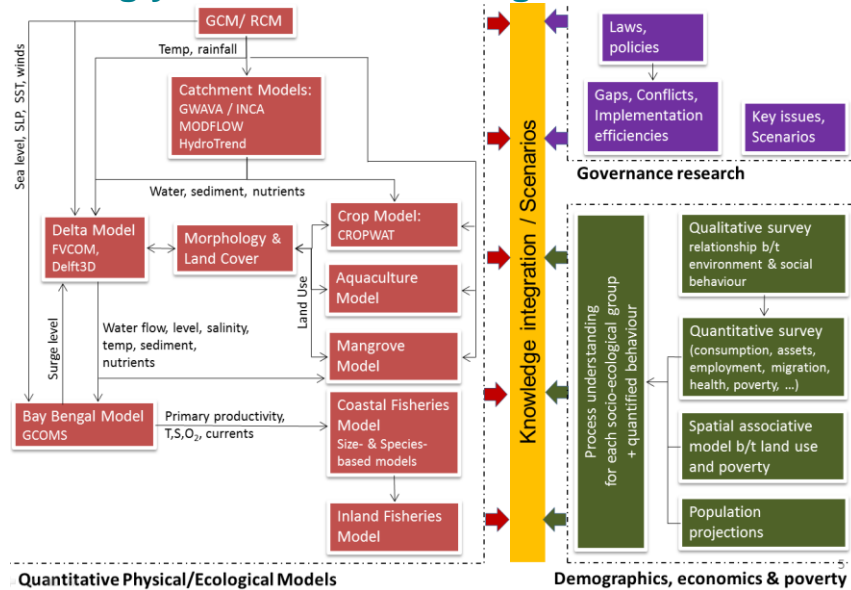 GCM/ RCM
Temp, rainfall
Sea level, SLP, SST, winds
Catchment Models:
GWAVA / INCA
MODFLOW
HydroTrend
Water, sediment, nutrients
Delta Model
FVCOM,
Delft3D
Morphology &
Land Cover
Crop Model:
CROPWAT
Aquaculture
Model
Land Use
Mangrove
Model
Surge level
Water flow, level, salinity,
temp, sediment,
nutrients
Bay Bengal Model
GCOMS
Primary productivity,
T,S,O₂, currents
Coastal Fisheries
Model
Size- & Species-
based models
Inland Fisheries
Model
Quantitative Physical/Ecological Models
Knowledge integration / Scenarios
Laws,
policies
Gaps, Conflicts,
Implementation
efficiencies
Key issues,
Scenarios
Governance research
Process understanding
for each socio-ecological group
+ quantified behaviour
Qualitative survey
relationship b/t
environment & social
behaviour
Quantitative survey
(consumption, assets,
employment, migration,
health, poverty, ...)
Spatial associative
model b/t land use
and poverty
Population
projections
5
Demographics, economics & poverty